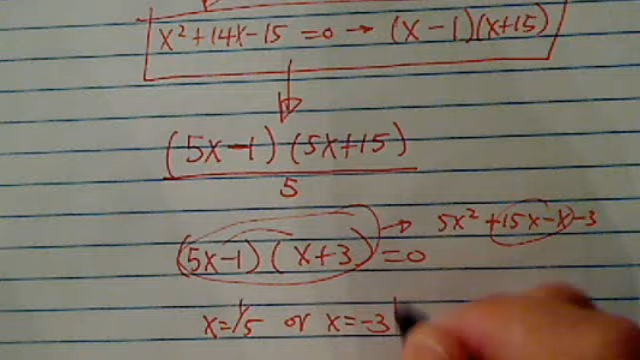 x² + 14x - 15 = 0 → (x - 1)(x + 15)
(5x - 1) (5x + 15)
5
(5x - 1) (x + 3) = 0 → 5x² + 15x - x - 3
x = 1/5 or x = -3